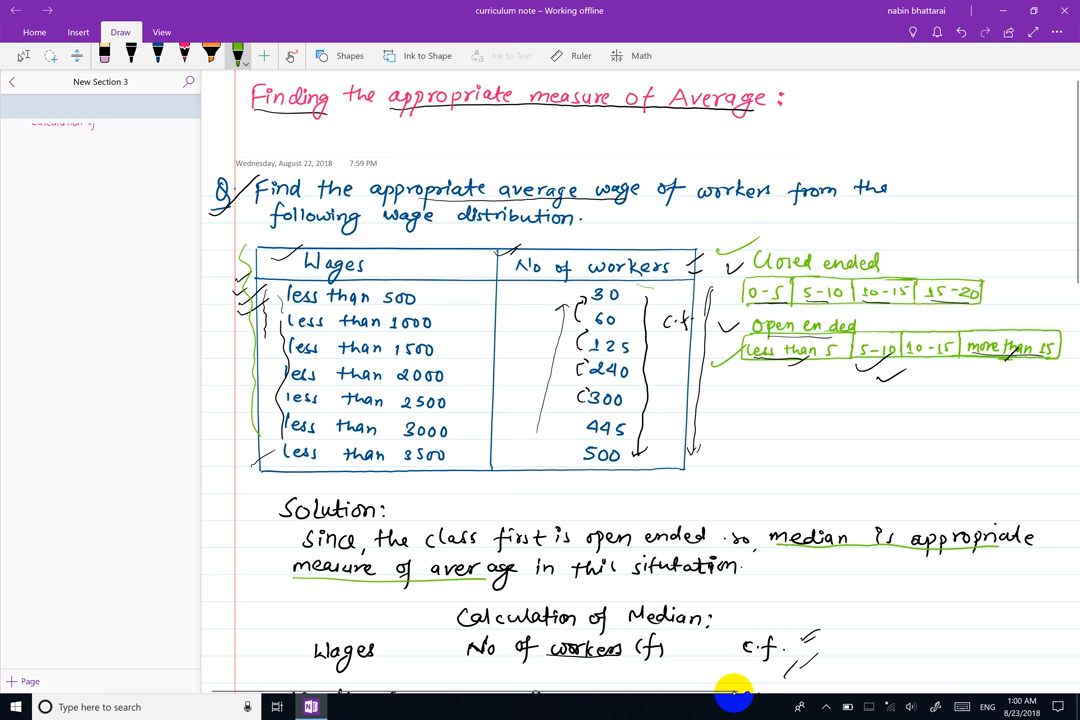 curriculum note – Working offline
nabin bhattarai
Home
Insert
Draw
View
Shapes
Ink to Shape
Ink to Text
Ruler
Math
New Section 3
Finding the appropriate measure of Average:
Wednesday, August 22, 2018 7:59 PM
Q. Find the appropriate average wage of workers from the
following wage distribution.
Wages No of workers
less than 500 30
less than 1000 60
less than 1500 125
less than 2000 240
less than 2500 300
less than 3000 445
less than 3500 500
c.f.
Closed ended
0-5 5-10 10-15 15-20
Open ended
less than 5 5-10 10-15 more than 15
Solution:
Since, the class first is open ended so, median is appropriate
measure of average in this situtation.
Calculation of Median:
Wages No of workers (f) c.f.
+ Page
Type here to search
ENG
1:00 AM
8/23/2018